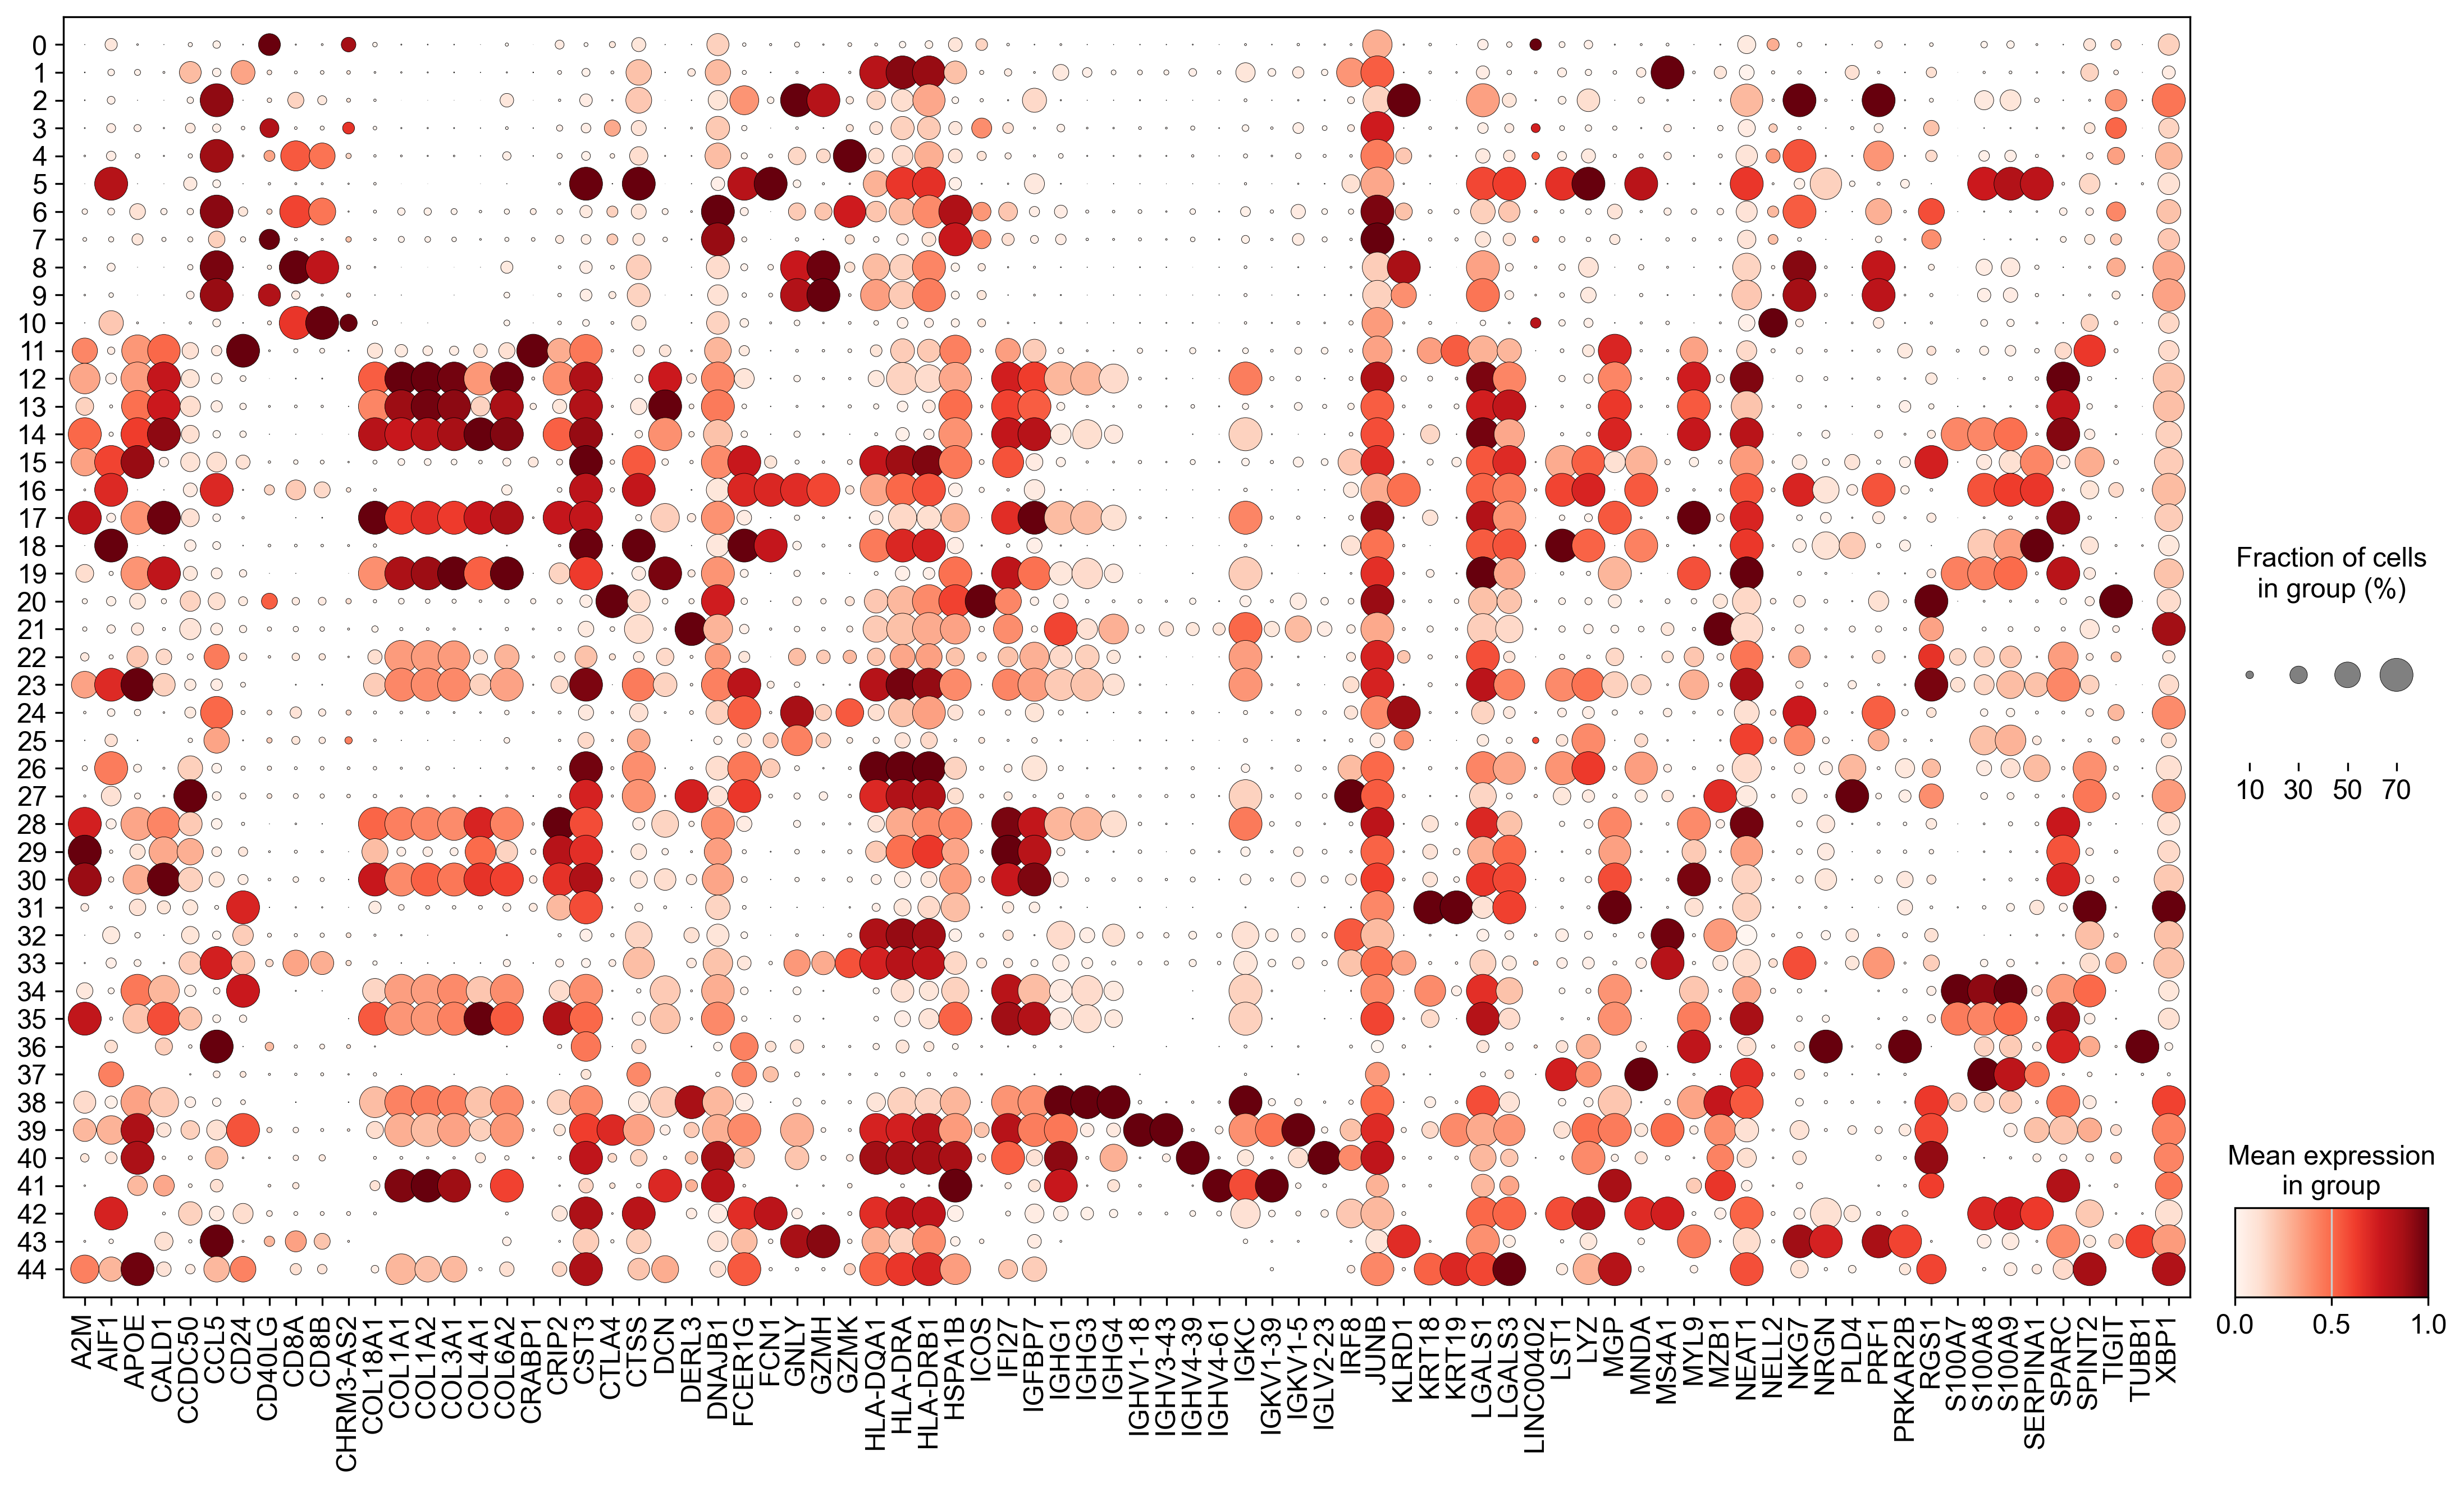 0
1
2
3
4
5
6
7
8
9
10
11
12
13
14
15
16
17
18
19
20
21
22
23
24
25
26
27
28
29
30
31
32
33
34
35
36
37
38
39
40
41
42
43
44
A2M
AIF1
APOE
CALD1
CCDC50
CCL5
CD24
CD40LG
CD8A
CD8B
CHRM3-AS2
COL18A1
COL1A1
COL1A2
COL3A1
COL4A1
COL6A2
CRABP1
CRIP2
CST3
CTLA4
CTSS
DCN
DERL3
DNAJB1
FCER1G
FCN1
GNLY
GZMH
GZMK
HLA-DQA1
HLA-DRA
HLA-DRB1
HSPA1B
ICOS
IFI27
IGFBP7
IGHG1
IGHG3
IGHG4
IGHV1-18
IGHV3-43
IGHV4-39
IGHV4-61
IGKC
IGKV1-39
IGKV1-5
IGLV2-23
IRF8
JUNB
KLRD1
KRT18
KRT19
LGALS1
LGALS3
LINC00402
LST1
LYZ
MGP
MNDA
MS4A1
MYL9
MZB1
NEAT1
NELL2
NKG7
NRGN
PLD4
PRF1
PRKAR2B
RGS1
S100A7
S100A8
S100A9
SERPINA1
SPARC
SPINT2
TIGIT
TUBB1
XBP1
Fraction of cells
in group (%)
10 30 50 70
Mean expression
in group
0.0 0.5 1.0